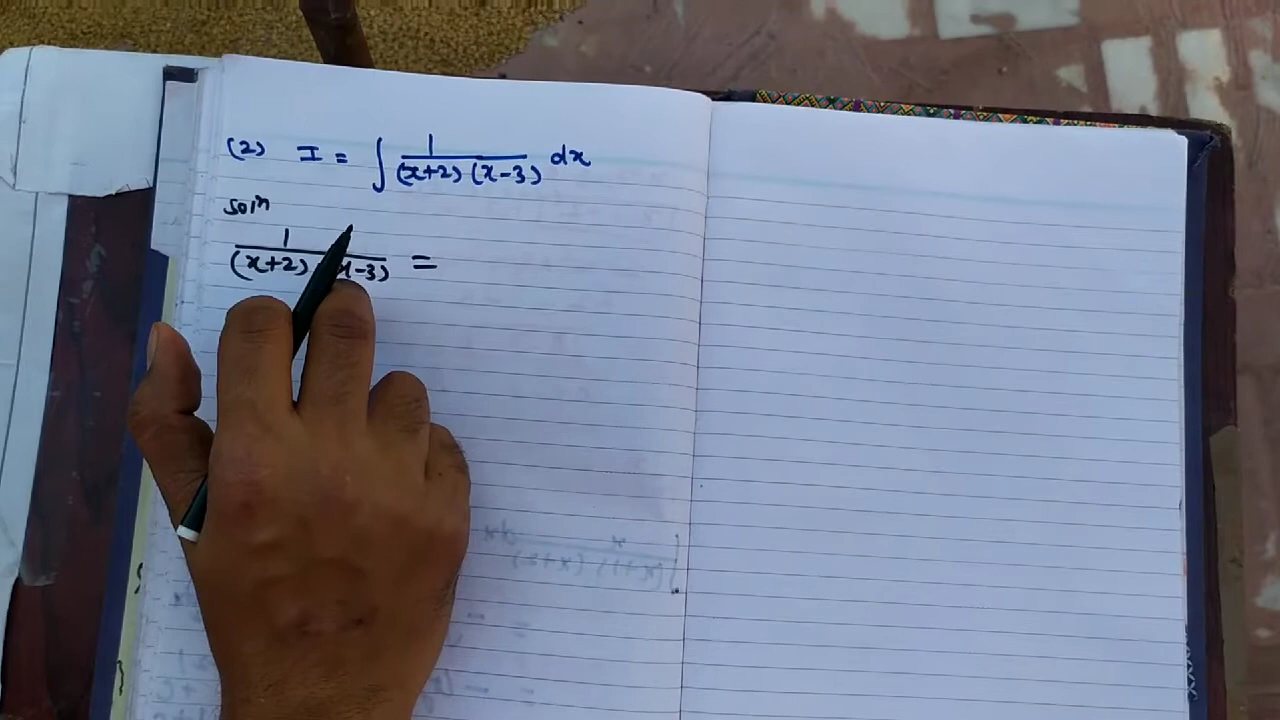 (2) I = ∫ 1/((x+2)(x-3)) dx
soln
1/((x+2)(x-3)) =